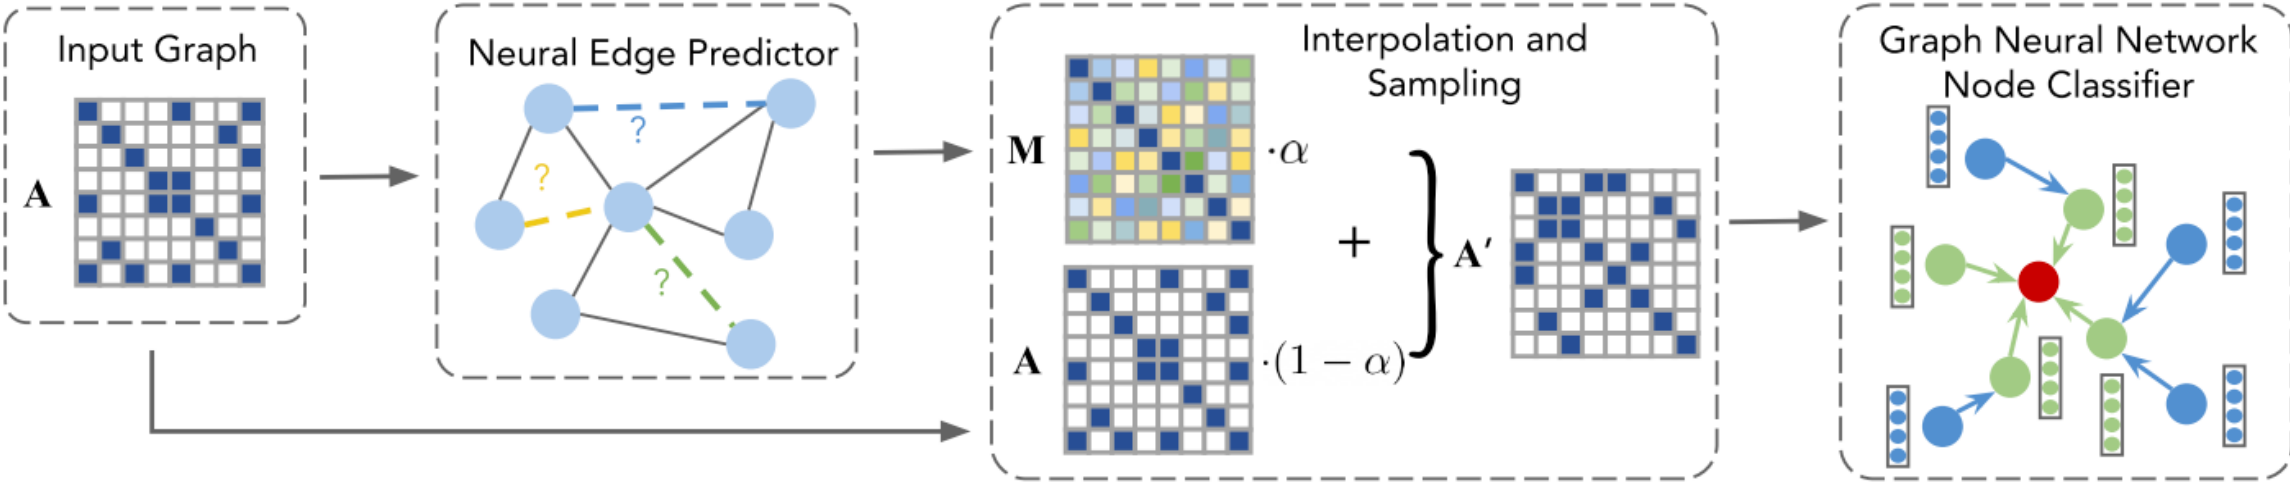 Input Graph
A
Neural Edge Predictor
?
?
?
Interpolation and
Sampling
M
·α
+
A
·(1 − α)
}
A′
Graph Neural Network
Node Classifier